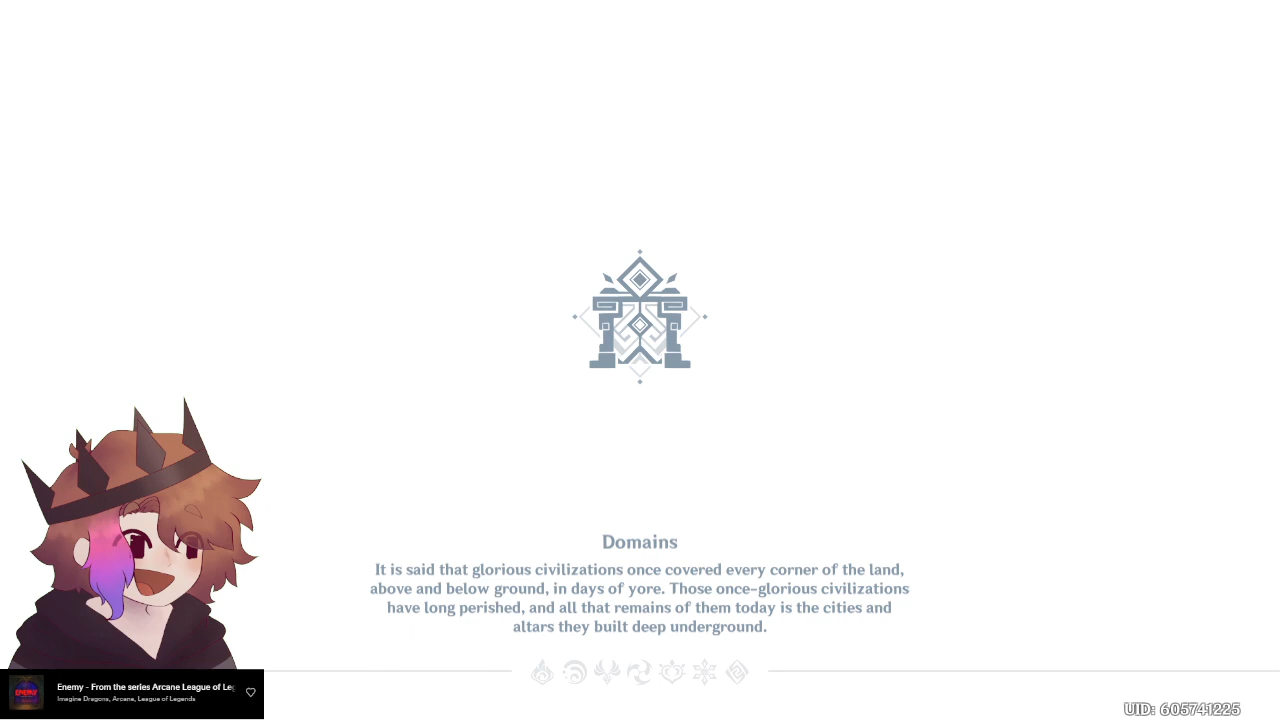 Domains
It is said that glorious civilizations once covered every corner of the land,
above and below ground, in days of yore. Those once-glorious civilizations
have long perished, and all that remains of them today is the cities and
altars they built deep underground.
ENEMY
Enemy - From the series Arcane League of Leg
Imagine Dragons, Arcane, League of Legends
UID: 605741225